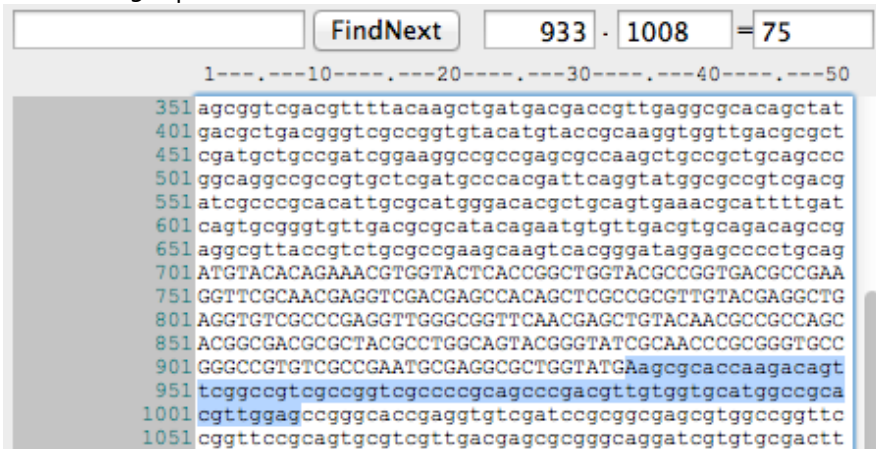 FindNext 933 - 1008 =75
1---.---10----.---20----.---30----.---40----.---50
351 agcggtcgacgttttacaagctgatgacgaccgttgaggcgcacagctat
401 gacgctgacgggtcgccggtgtacatgtaccgcaaggtggttgacgcgct
451 cgatgctgccgatcggaaggccgccgagcgccaagctgccgctgcagccc
501 ggcaggccgccgtgctcgatgcccacgattcaggtatggcgccgtcgacg
551 atcgcccgcacattgcgcatgggacacgctgcagtgaaacgcattttgat
601 cagtgcgggtgttgacgcgcatacagaatgtgttgacgtgcagacagccg
651 aggcgttaccgtctgcgccgaagcaagtcacgggataggagcccctgcag
701 ATGTACACAGAAACGTGGTACTCACCGGCTGGTACGCCGGTGACGCCGAA
751 GGTTCGCAACGAGGTCGACGAGCCACAGCTCGCCGCGTTGTACGAGGCTG
801 AGGTGTCGCCCGAGGTTGGGCGGTTCAACGAGCTGTACAACGCCGCCAGC
851 ACGGCGACGCGCTACGCCTGGCAGTACGGGTATCGCAACCCGCGGGTGCC
901 GGGCCGTGTCGCCGAATGCGAGGCGCTGGTATGAagcgcaccaagacagt
951 tcggccgtcgccggtcgccccgcagcccgacgttgtggtgcatggccgca
1001 cgttggagccgggcaccgaggtgtcgatccgcggcgagcgtggccggttc
1051 cggttccgcagtgcgtcgttgacgagcgcgggcaggatcgtgtgcgactt